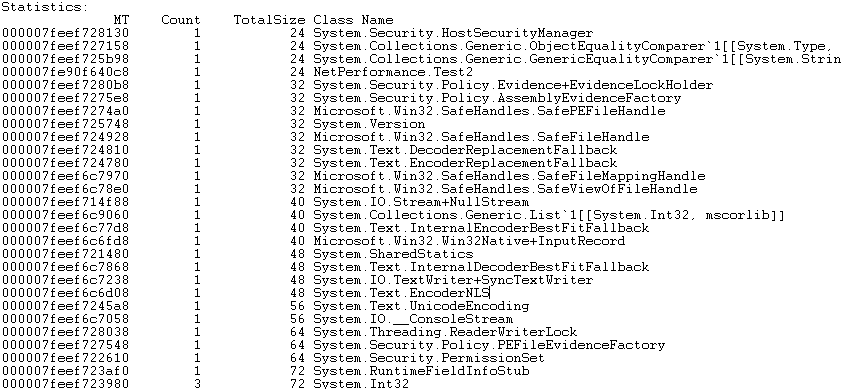 Statistics:
MT Count TotalSize Class Name
000007feef728130 1 24 System.Security.HostSecurityManager
000007feef727158 1 24 System.Collections.Generic.ObjectEqualityComparer`1[[System.Type,
000007feef725b98 1 24 System.Collections.Generic.GenericEqualityComparer`1[[System.Strin
000007fe90f640c8 1 24 NetPerformance.Test2
000007feef7280b8 1 32 System.Security.Policy.Evidence+EvidenceLockHolder
000007feef7275e8 1 32 System.Security.Policy.AssemblyEvidenceFactory
000007feef7274a0 1 32 Microsoft.Win32.SafeHandles.SafePEFileHandle
000007feef725748 1 32 System.Version
000007feef724928 1 32 Microsoft.Win32.SafeHandles.SafeFileHandle
000007feef724810 1 32 System.Text.DecoderReplacementFallback
000007feef724780 1 32 System.Text.EncoderReplacementFallback
000007feef6c7970 1 32 Microsoft.Win32.SafeHandles.SafeFileMappingHandle
000007feef6c78e0 1 32 Microsoft.Win32.SafeHandles.SafeViewOfFileHandle
000007feef714f88 1 40 System.IO.Stream+NullStream
000007feef6c9060 1 40 System.Collections.Generic.List`1[[System.Int32, mscorlib]]
000007feef6c77d8 1 40 System.Text.InternalEncoderBestFitFallback
000007feef6c6fd8 1 40 Microsoft.Win32.Win32Native+InputRecord
000007feef721480 1 48 System.SharedStatics
000007feef6c7868 1 48 System.Text.InternalDecoderBestFitFallback
000007feef6c7238 1 48 System.IO.TextWriter+SyncTextWriter
000007feef6c6d08 1 48 System.Text.EncoderNLS
000007feef7245a8 1 56 System.Text.UnicodeEncoding
000007feef6c7058 1 56 System.IO.__ConsoleStream
000007feef728038 1 64 System.Threading.ReaderWriterLock
000007feef727548 1 64 System.Security.Policy.PEFileEvidenceFactory
000007feef722610 1 64 System.Security.PermissionSet
000007feef723af0 1 72 System.RuntimeFieldInfoStub
000007feef723980 3 72 System.Int32